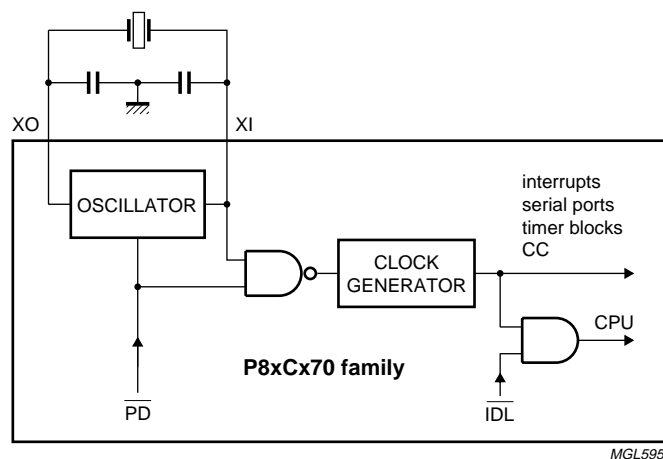 XO
XI
OSCILLATOR
interrupts
serial ports
timer blocks
CC
CLOCK
GENERATOR
CPU
P8xCx70 family
PD
IDL
MGL595